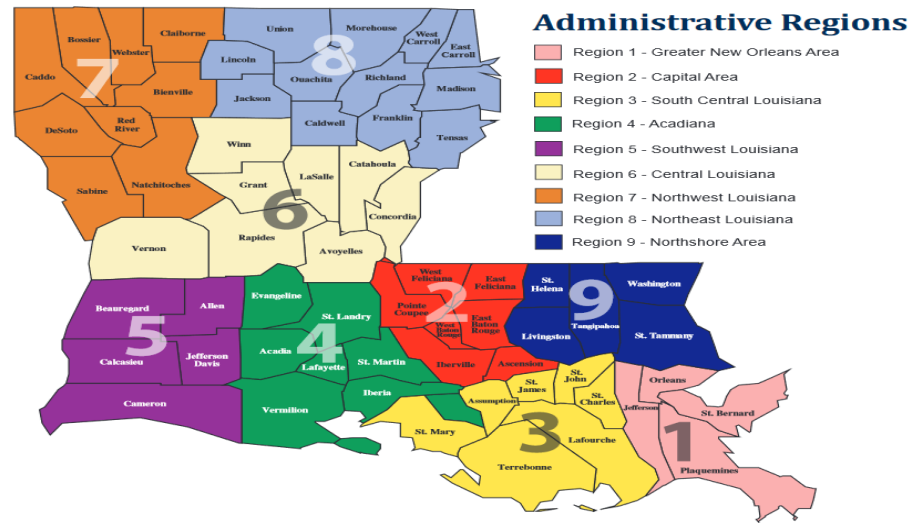 Administrative Regions
Region 1 - Greater New Orleans Area
Region 2 - Capital Area
Region 3 - South Central Louisiana
Region 4 - Acadiana
Region 5 - Southwest Louisiana
Region 6 - Central Louisiana
Region 7 - Northwest Louisiana
Region 8 - Northeast Louisiana
Region 9 - Northshore Area
7
Caddo
Bossier
Webster
Claiborne
Bienville
DeSoto
Red
River
Sabine
Natchitoches
8
Union
Morehouse
West
Carroll
East
Carroll
Lincoln
Ouachita
Richland
Madison
Jackson
Caldwell
Franklin
Tensas
6
Winn
Grant
LaSalle
Catahoula
Concordia
Vernon
Rapides
Avoyelles
5
Beauregard
Allen
Calcasieu
Jefferson
Davis
Cameron
4
Evangeline
St. Landry
Acadia
Lafayette
St. Martin
Iberia
Vermilion
2
West
Feliciana
East
Feliciana
Pointe
Coupee
West
Baton
Rouge
East
Baton
Rouge
Iberville
Ascension
9
St.
Helena
Washington
Tangipahoa
Livingston
St. Tammany
3
Assumption
St.
James
St.
John
St.
Charles
St. Mary
Lafourche
Terrebonne
1
Orleans
Jefferson
St. Bernard
Plaquemines